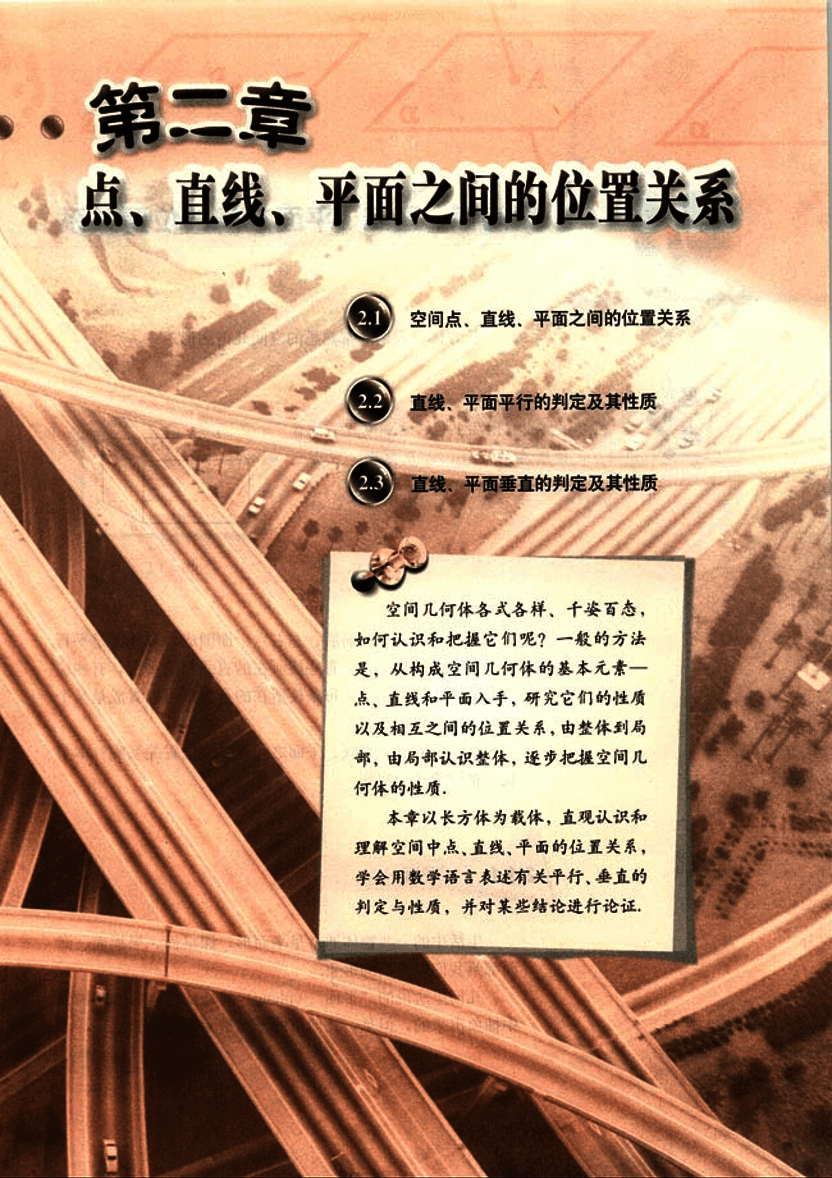 第二章
点、直线、平面之间的位置关系
2.1 空间点、直线、平面之间的位置关系
2.2 直线、平面平行的判定及其性质
2.3 直线、平面垂直的判定及其性质
空间几何体各式各样、千姿百态，
如何认识和把握它们呢？一般的方法
是，从构成空间几何体的基本元素—
点、直线和平面入手，研究它们的性质
以及相互之间的位置关系，由整体到局
部，由局部认识整体，逐步把握空间几
何体的性质.
本章以长方体为载体，直观认识和
理解空间中点、直线、平面的位置关系，
学会用数学语言表述有关平行、垂直的
判定与性质，并对某些结论进行论证.
A
α
α